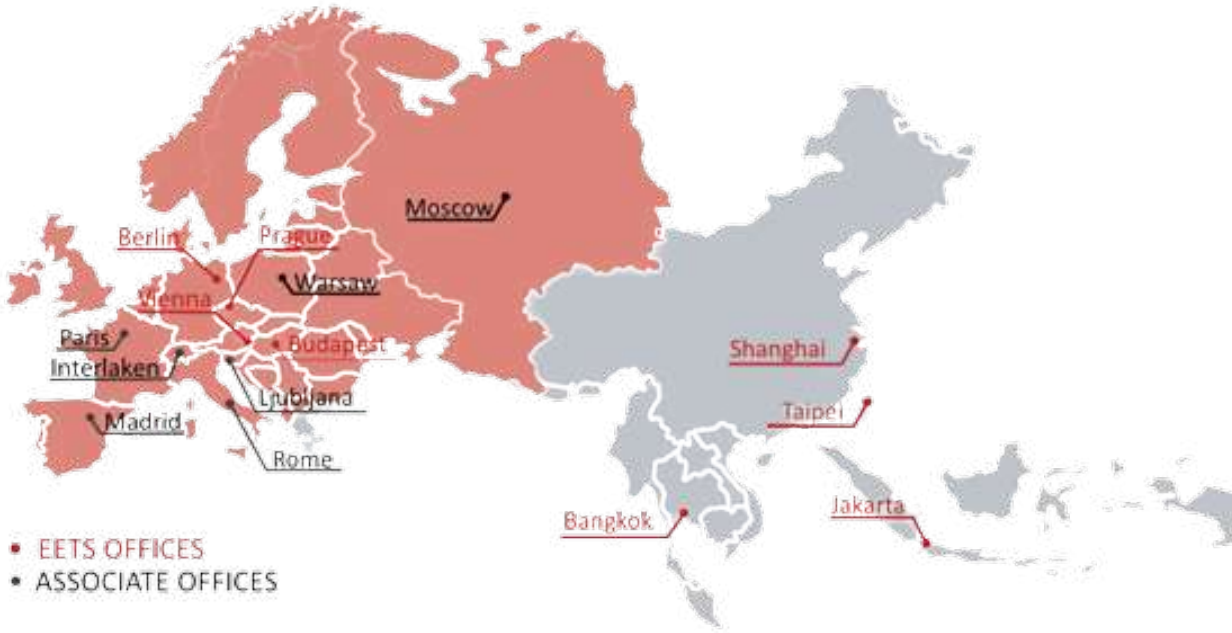 Moscow
Berlin
Prague
Warsaw
Vienna
Paris
Budapest
Interlaken
Ljubljana
Madrid
Rome
Shanghai
Taipei
Bangkok
Jakarta
• EETS OFFICES
• ASSOCIATE OFFICES